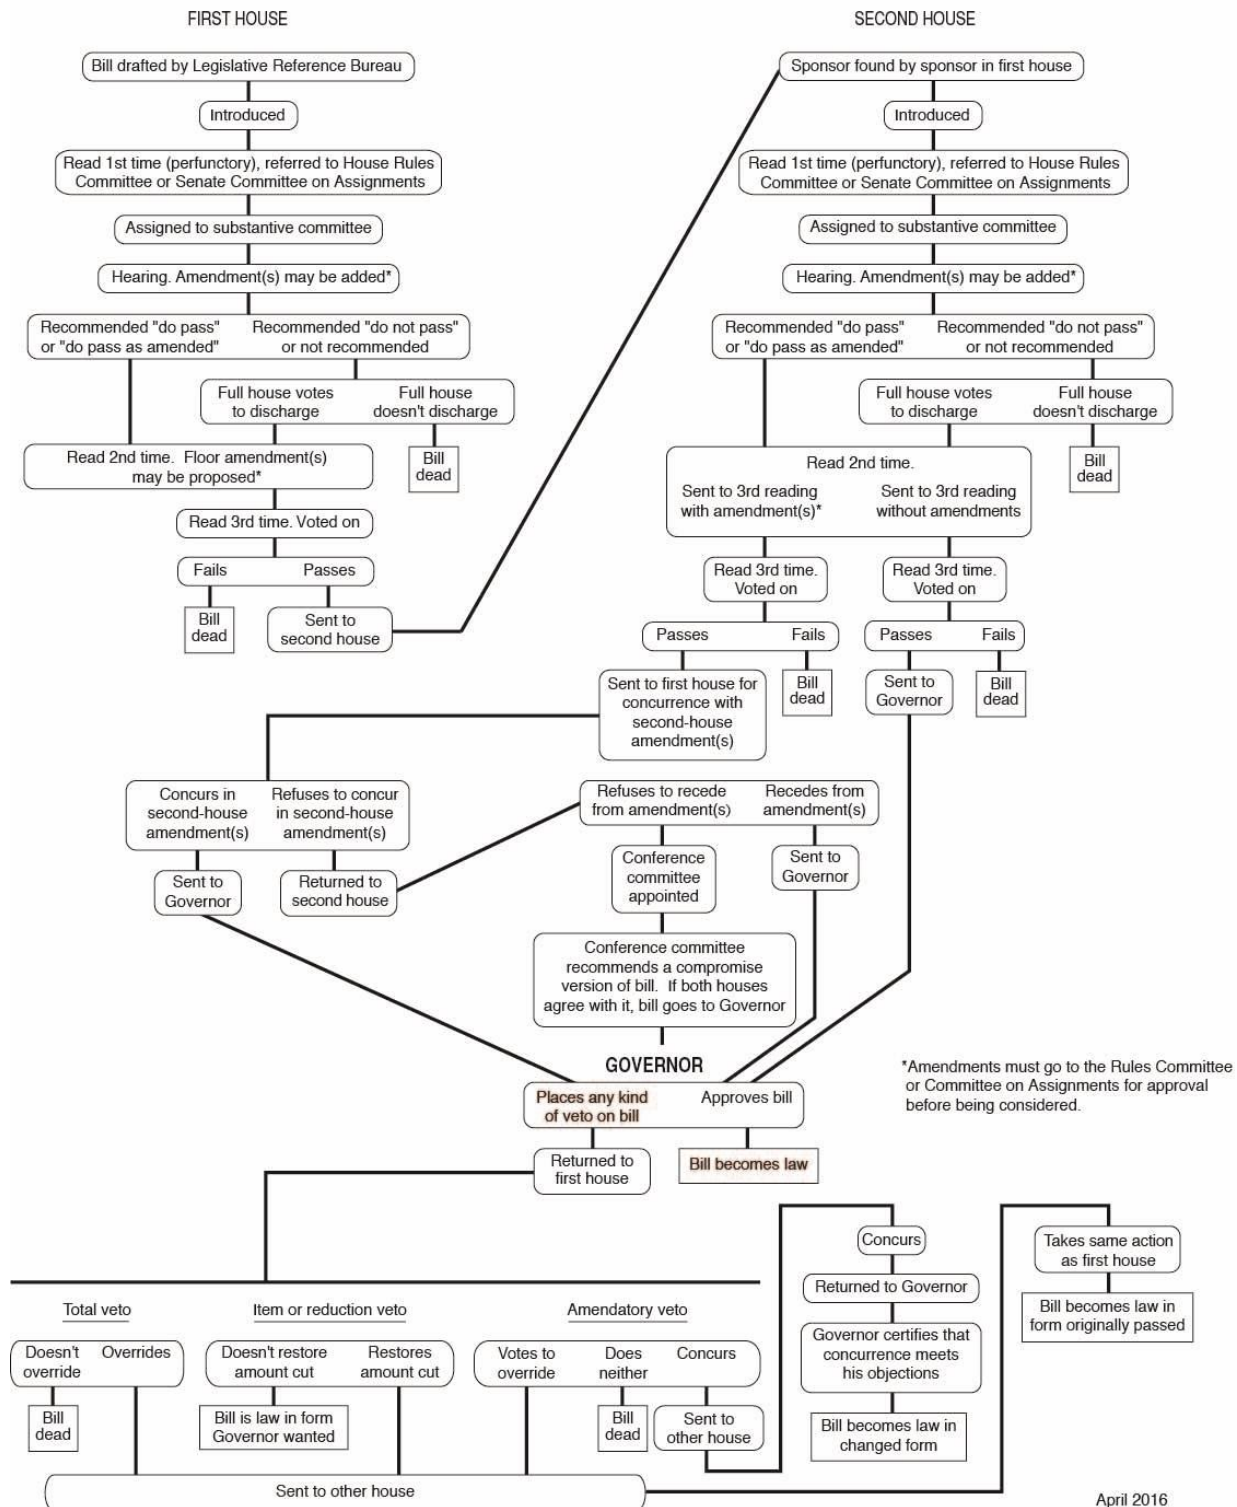 FIRST HOUSE
Bill drafted by Legislative Reference Bureau
Introduced
Read 1st time (perfunctory), referred to House Rules
Committee or Senate Committee on Assignments
Assigned to substantive committee
Hearing. Amendment(s) may be added*
Recommended "do pass"
or "do pass as amended"
Recommended "do not pass"
or not recommended
Full house votes
to discharge
Full house
doesn't discharge
Bill
dead
Read 2nd time. Floor amendment(s)
may be proposed*
Read 3rd time. Voted on
Fails
Passes
Bill
dead
Sent to
second house
SECOND HOUSE
Sponsor found by sponsor in first house
Introduced
Read 1st time (perfunctory), referred to House Rules
Committee or Senate Committee on Assignments
Assigned to substantive committee
Hearing. Amendment(s) may be added*
Recommended "do pass"
or "do pass as amended"
Recommended "do not pass"
or not recommended
Full house votes
to discharge
Full house
doesn't discharge
Bill
dead
Read 2nd time.
Sent to 3rd reading
with amendment(s)*
Sent to 3rd reading
without amendments
Read 3rd time.
Voted on
Read 3rd time.
Voted on
Passes
Fails
Passes
Fails
Sent to first house for
concurrence with
second-house
amendment(s)
Bill
dead
Sent to
Governor
Bill
dead
Concurs in
second-house
amendment(s)
Refuses to concur
in second-house
amendment(s)
Sent to
Governor
Returned to
second house
Refuses to recede
from amendment(s)
Recedes from
amendment(s)
Conference
committee
appointed
Sent to
Governor
Conference committee
recommends a compromise
version of bill. If both houses
agree with it, bill goes to Governor
GOVERNOR
Places any kind
of veto on bill
Approves bill
Returned to
first house
Bill becomes law
*Amendments must go to the Rules Committee
or Committee on Assignments for approval
before being considered.
Total veto
Doesn't
override
Overrides
Bill
dead
Item or reduction veto
Doesn't restore
amount cut
Restores
amount cut
Bill is law in form
Governor wanted
Amendatory veto
Votes to
override
Does
neither
Concurs
Bill
dead
Sent to
other house
Sent to other house
Concurs
Returned to Governor
Governor certifies that
concurrence meets
his objections
Bill becomes law in
changed form
Takes same action
as first house
Bill becomes law in
form originally passed
April 2016